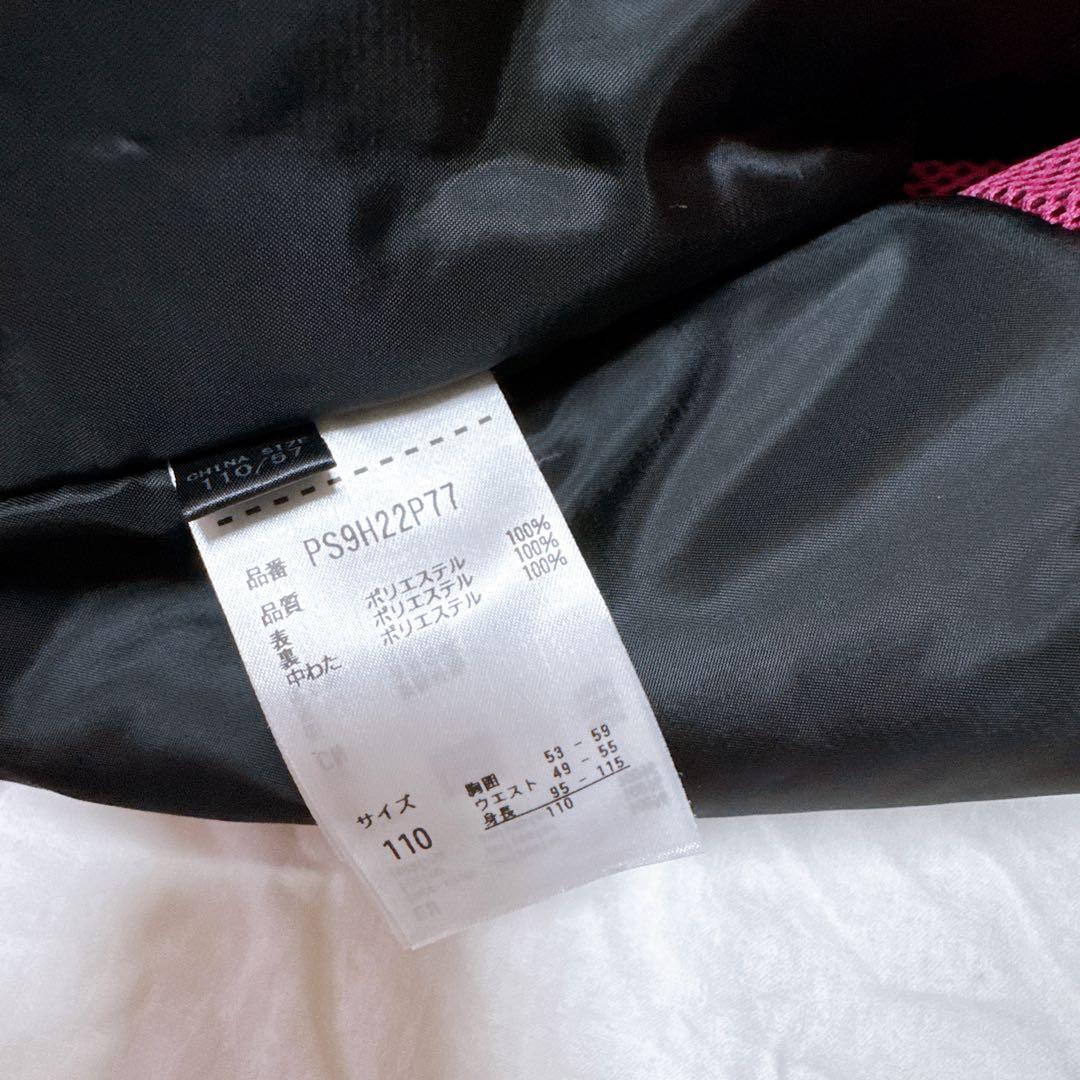 CHINA SIZE
110/57
品番 PS9H22P77
品質
表 ポリエステル 100%
裏 ポリエステル 100%
中わた ポリエステル 100%
サイズ
110
胸囲 53 - 59
ウエスト 49 - 55
身長 95 - 115
110